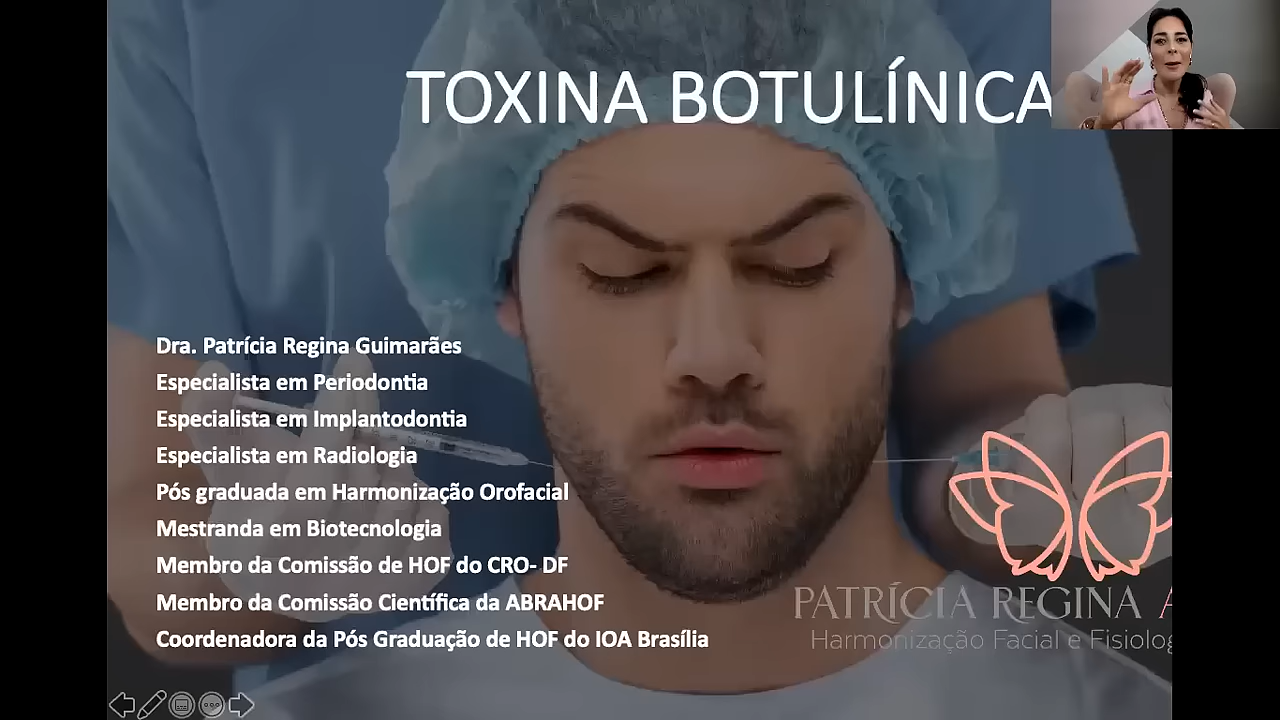 TOXINA BOTULÍNICA
Dra. Patrícia Regina Guimarães
Especialista em Periodontia
Especialista em Implantodontia
Especialista em Radiologia
Pós graduada em Harmonização Orofacial
Mestranda em Biotecnologia
Membro da Comissão de HOF do CRO- DF
Membro da Comissão Científica da ABRAHOF
Coordenadora da Pós Graduação de HOF do IOA Brasília
PATRÍCIA REGINA
Harmonização Facial e